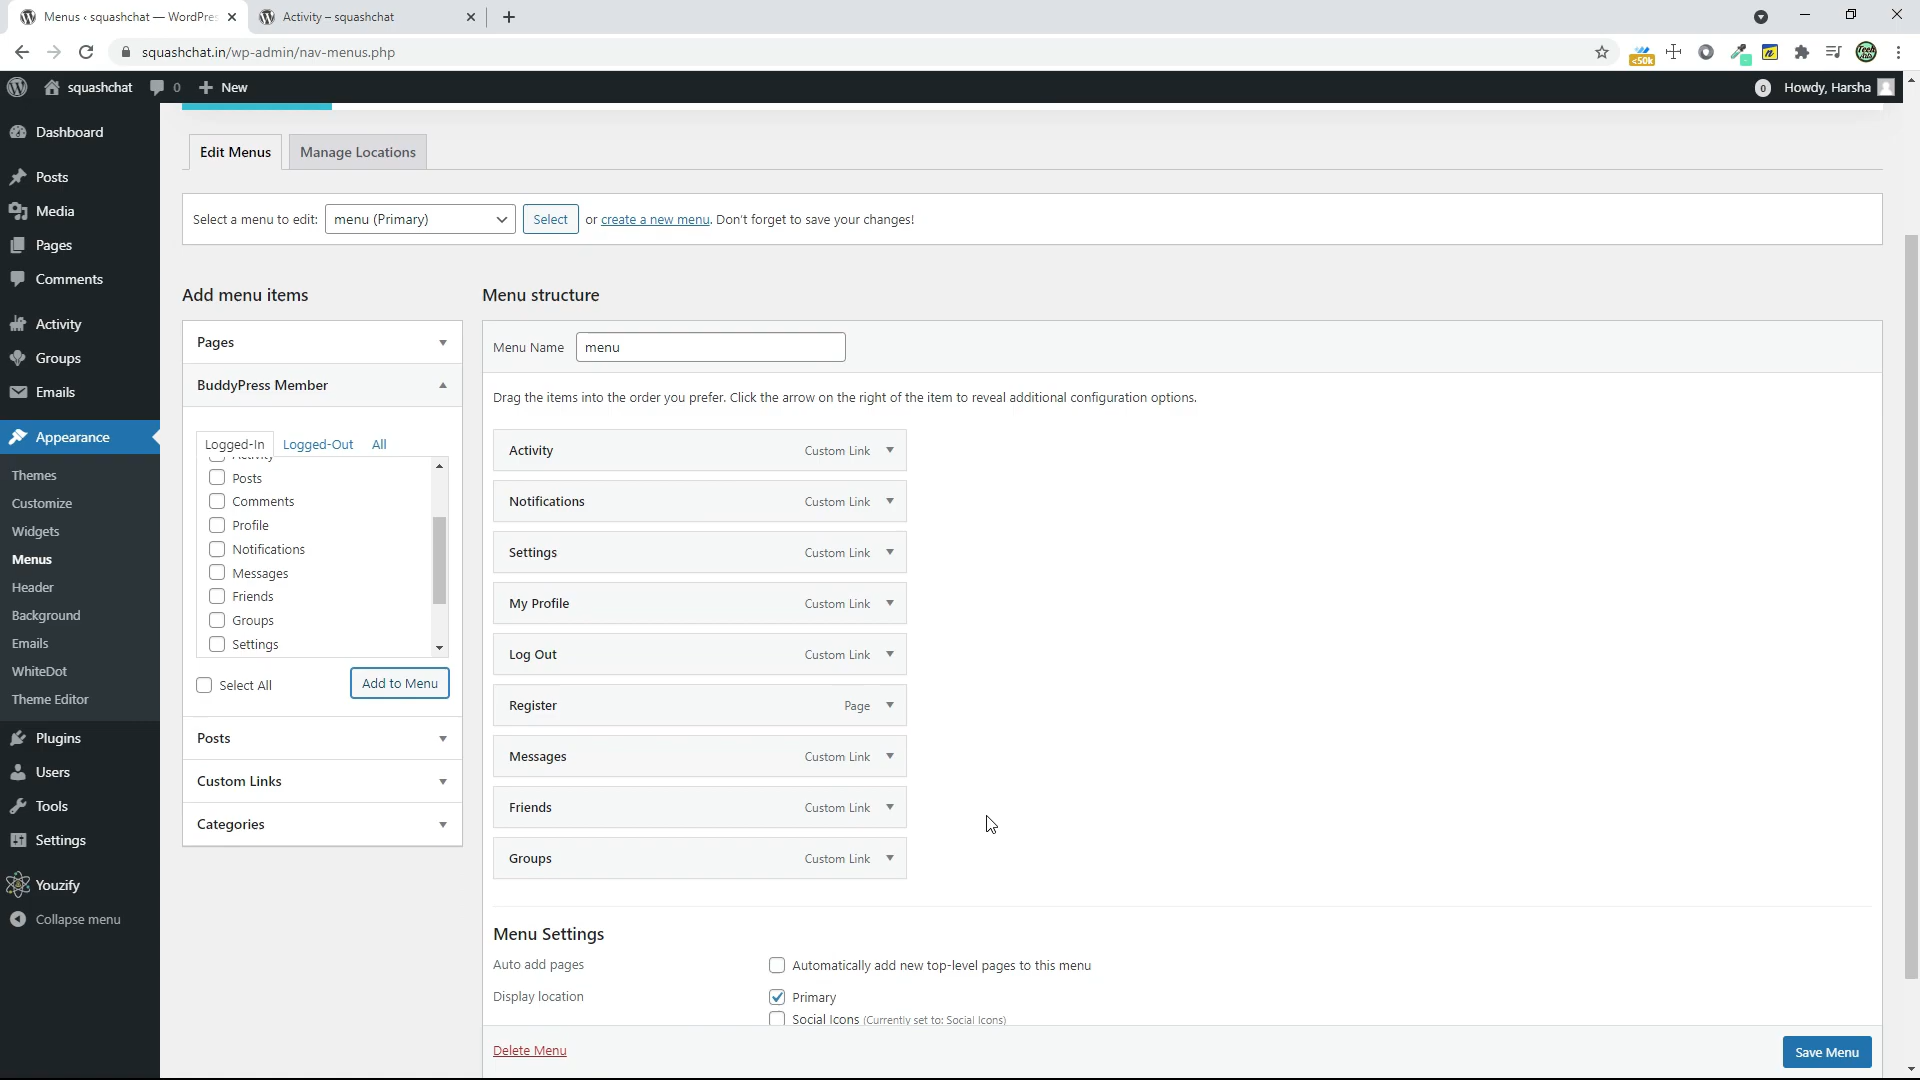 Menus ‹ squashchat — WordPres
Activity – squashchat
squashchat.in/wp-admin/nav-menus.php
<50k
squashchat
0
New
0
Howdy, Harsha
Dashboard
Posts
Media
Pages
Comments
Activity
Groups
Emails
Appearance
Themes
Customize
Widgets
Menus
Header
Background
Emails
WhiteDot
Theme Editor
Plugins
Users
Tools
Settings
Youzify
Collapse menu
Edit Menus
Manage Locations
Select a menu to edit: menu (Primary) Select or create a new menu. Don't forget to save your changes!
Add menu items
Pages
BuddyPress Member
Logged-In Logged-Out All
Activity
Posts
Comments
Profile
Notifications
Messages
Friends
Groups
Settings
Select All
Add to Menu
Posts
Custom Links
Categories
Menu structure
Menu Name menu
Drag the items into the order you prefer. Click the arrow on the right of the item to reveal additional configuration options.
Activity Custom Link
Notifications Custom Link
Settings Custom Link
My Profile Custom Link
Log Out Custom Link
Register Page
Messages Custom Link
Friends Custom Link
Groups Custom Link
Menu Settings
Auto add pages Automatically add new top-level pages to this menu
Display location Primary
Social Icons (Currently set to: Social Icons)
Delete Menu
Save Menu